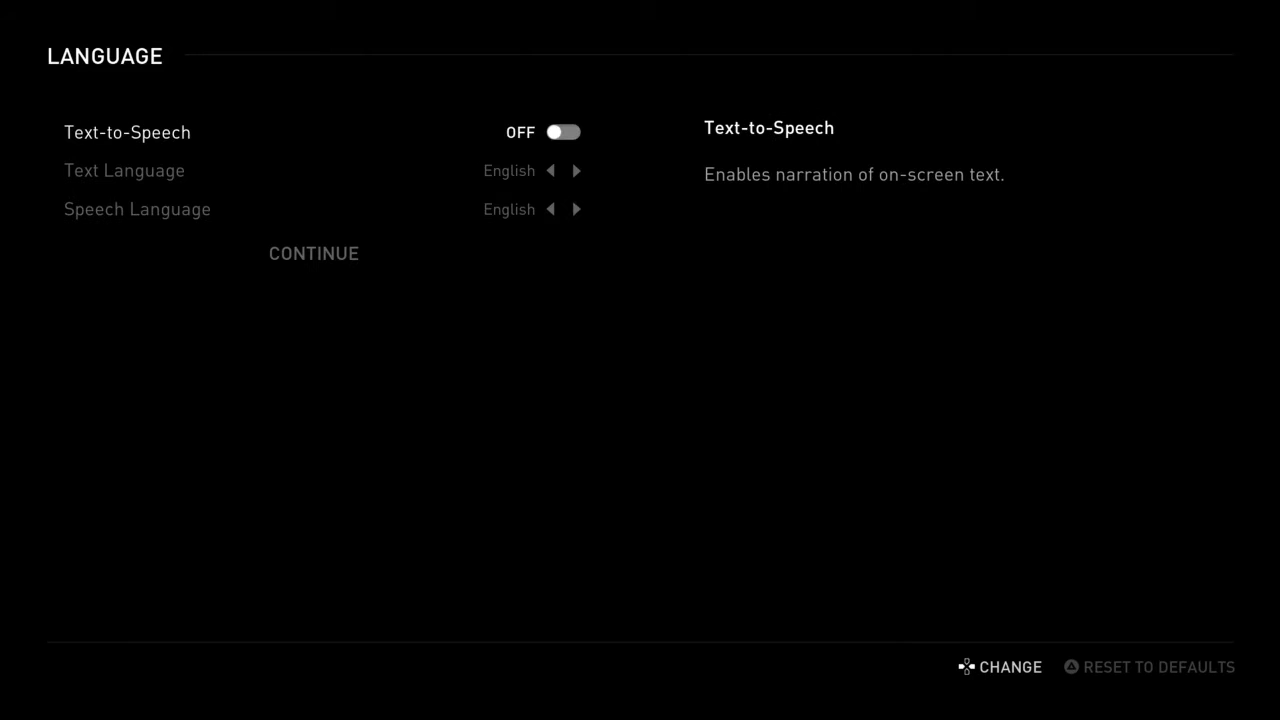 LANGUAGE
Text-to-Speech OFF
Text Language English
Speech Language English
CONTINUE
Text-to-Speech
Enables narration of on-screen text.
CHANGE RESET TO DEFAULTS